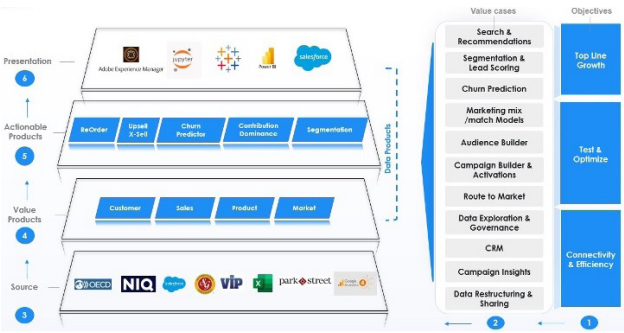 Value cases
Objectives
Presentation
6
Adobe Experience Manager
jupyter
Power BI
salesforce
Actionable
Products
5
ReOrder
Upsell
X-Sell
Churn
Predictor
Contribution
Dominance
Segmentation
Data Products
Value
Products
4
Customer
Sales
Product
Market
Source
3
OECD
NIQ
salesforce
VIP
park street
Search &
Recommendations
Segmentation &
Lead Scoring
Churn Prediction
Marketing mix
/match Models
Audience Builder
Campaign Builder &
Activations
Route to Market
Data Exploration &
Governance
CRM
Campaign Insights
Data Restructuring &
Sharing
2
Top Line
Growth
Test &
Optimize
Connectivity
& Efficiency
1